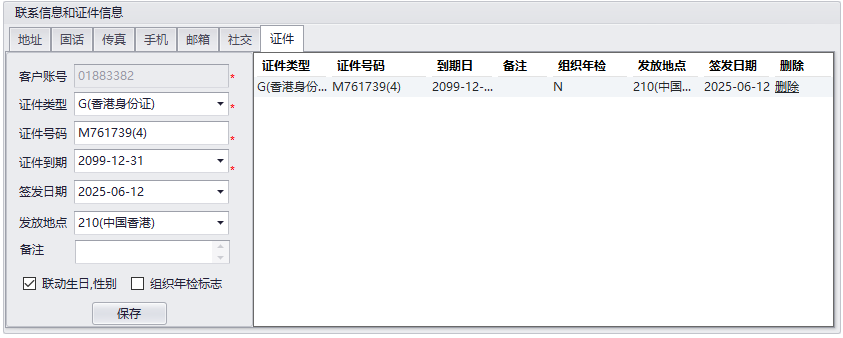 联系信息和证件信息
地址 固话 传真 手机 邮箱 社交 证件
客户账号 01883382 *
证件类型 G(香港身份证) *
证件号码 M761739(4) *
证件到期 2099-12-31 *
签发日期 2025-06-12
发放地点 210(中国香港)
备注
联动生日,性别 组织年检标志
保存
证件类型 证件号码 到期日 备注 组织年检 发放地点 签发日期 删除
G(香港身份... M761739(4) 2099-12-... N 210(中国... 2025-06-12 删除